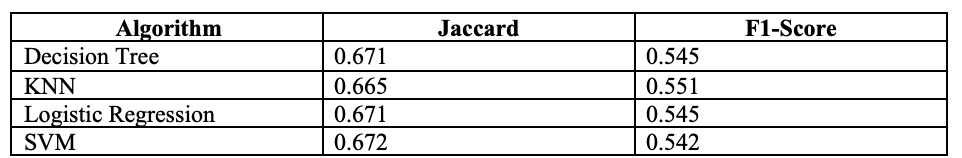 Algorithm Jaccard F1-Score
Decision Tree 0.671 0.545
KNN 0.665 0.551
Logistic Regression 0.671 0.545
SVM 0.672 0.542